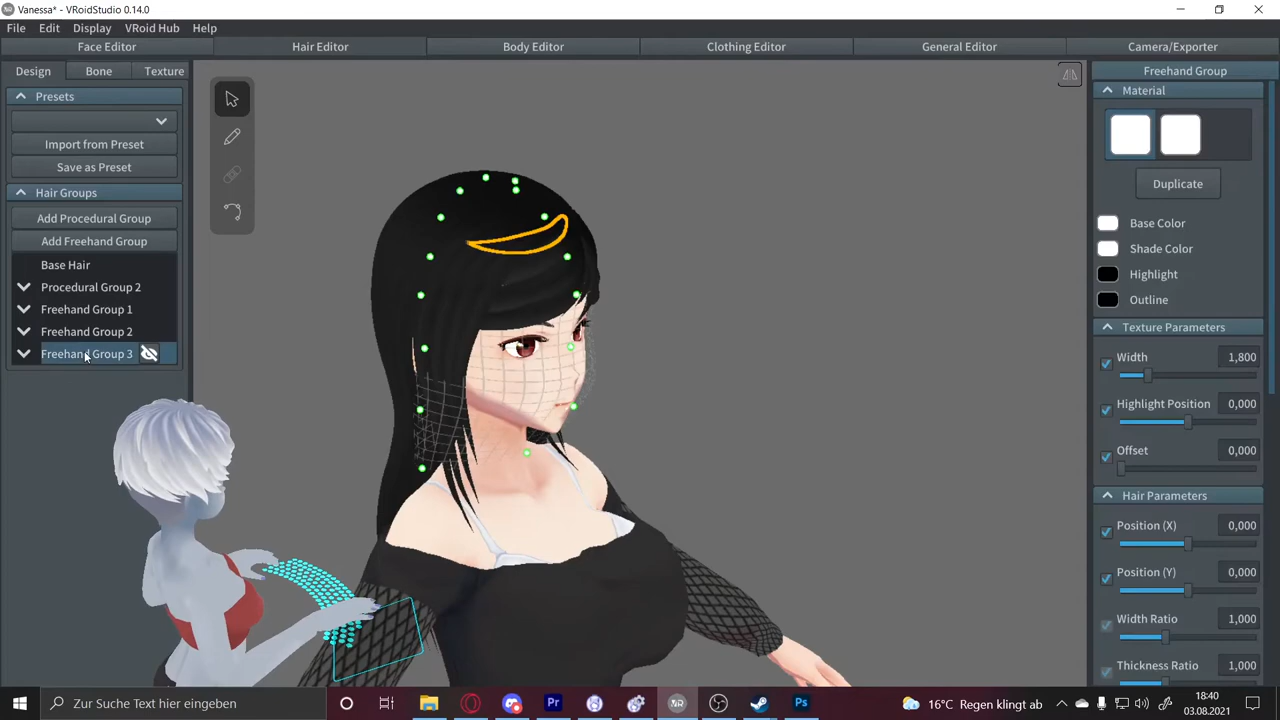 Vanessa* - VRoidStudio 0.14.0
File Edit Display VRoid Hub Help
Face Editor Hair Editor Body Editor Clothing Editor General Editor Camera/Exporter
Design Bone Texture
Presets
Import from Preset
Save as Preset
Hair Groups
Add Procedural Group
Add Freehand Group
Base Hair
Procedural Group 2
Freehand Group 1
Freehand Group 2
Freehand Group 3
Freehand Group
Material
Duplicate
Base Color
Shade Color
Highlight
Outline
Texture Parameters
Width 1,800
Highlight Position 0,000
Offset 0,000
Hair Parameters
Position (X) 0,000
Position (Y) 0,000
Width Ratio 1,000
Thickness Ratio 1,000
Zur Suche Text hier eingeben
Pr
Ps
16°C Regen klingt ab
18:40
03.08.2021